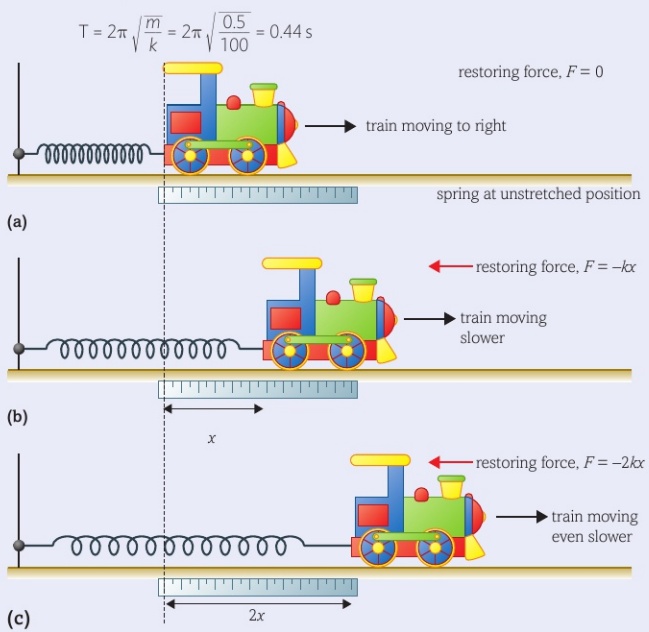 T = 2π √(m/k) = 2π √(0.5/100) = 0.44 s
restoring force, F = 0
train moving to right
spring at unstretched position
(a)
restoring force, F = –kx
train moving
slower
(b)
x
restoring force, F = –2kx
train moving
even slower
(c)
2x